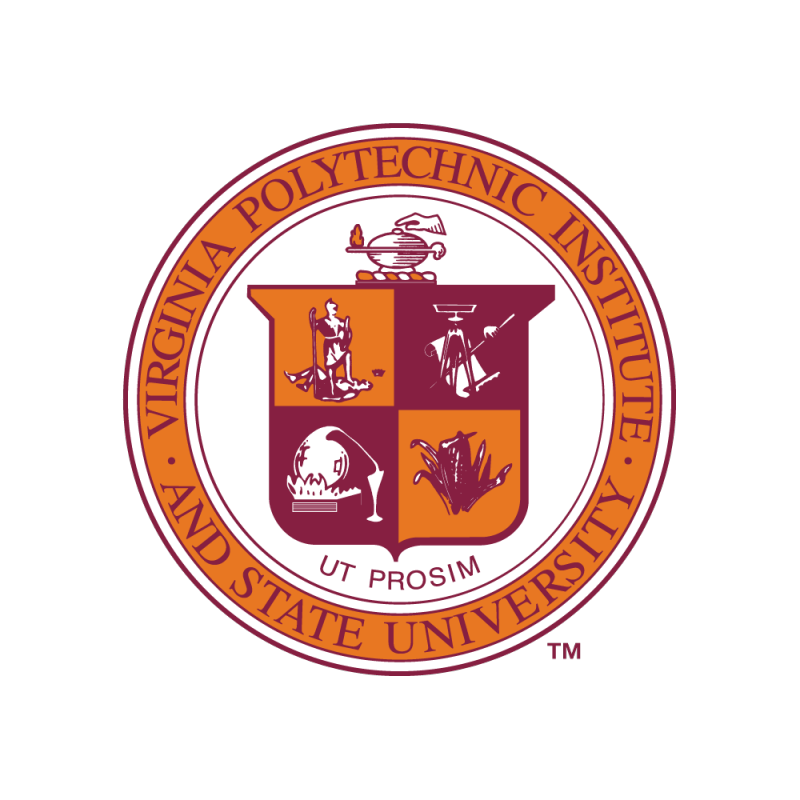 VIRGINIA POLYTECHNIC INSTITUTE
· AND STATE UNIVERSITY ·
UT PROSIM
TM